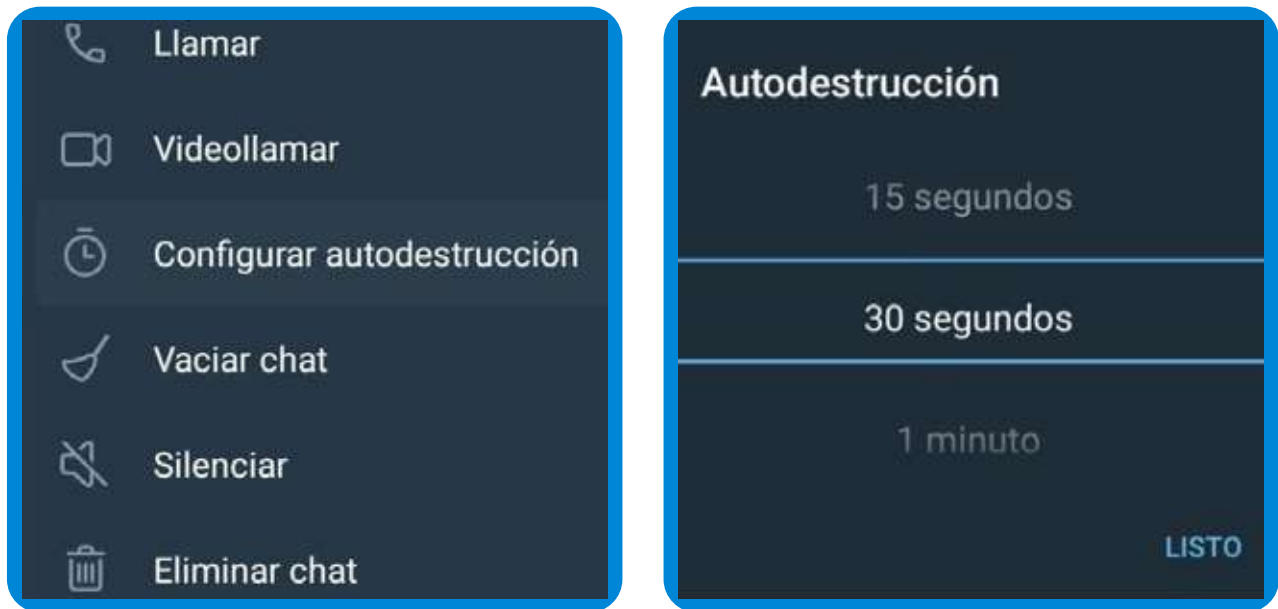 Llamar
Videollamar
Configurar autodestrucción
Vaciar chat
Silenciar
Eliminar chat
Autodestrucción
15 segundos
30 segundos
1 minuto
LISTO